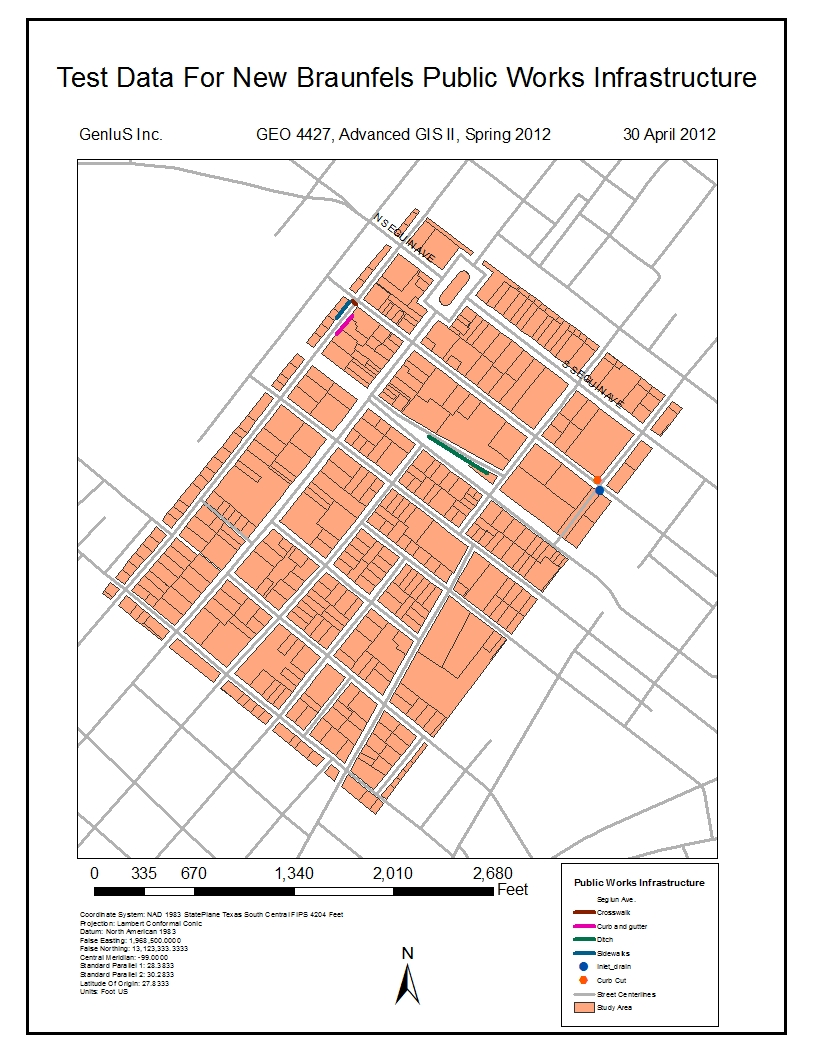 Test Data For New Braunfels Public Works Infrastructure
GenIuS Inc. GEO 4427, Advanced GIS II, Spring 2012 30 April 2012
N SEGUIN AVE
S SEGUIN AVE
0 335 670 1,340 2,010 2,680
Feet
Coordinate System: NAD 1983 StatePlane Texas South Central FIPS 4204 Feet
Projection: Lambert Conformal Conic
Datum: North American 1983
False Easting: 1,968,500.0000
False Northing: 13,123,333.3333
Central Meridian: -99.0000
Standard Parallel 1: 28.3833
Standard Parallel 2: 30.2833
Latitude Of Origin: 27.8333
Units: Foot US
N
Public Works Infrastructure
Seguin Ave.
Crosswalk
Curb and gutter
Ditch
Sidewalks
Inlet_drain
Curb Cut
Street Centerlines
Study Area